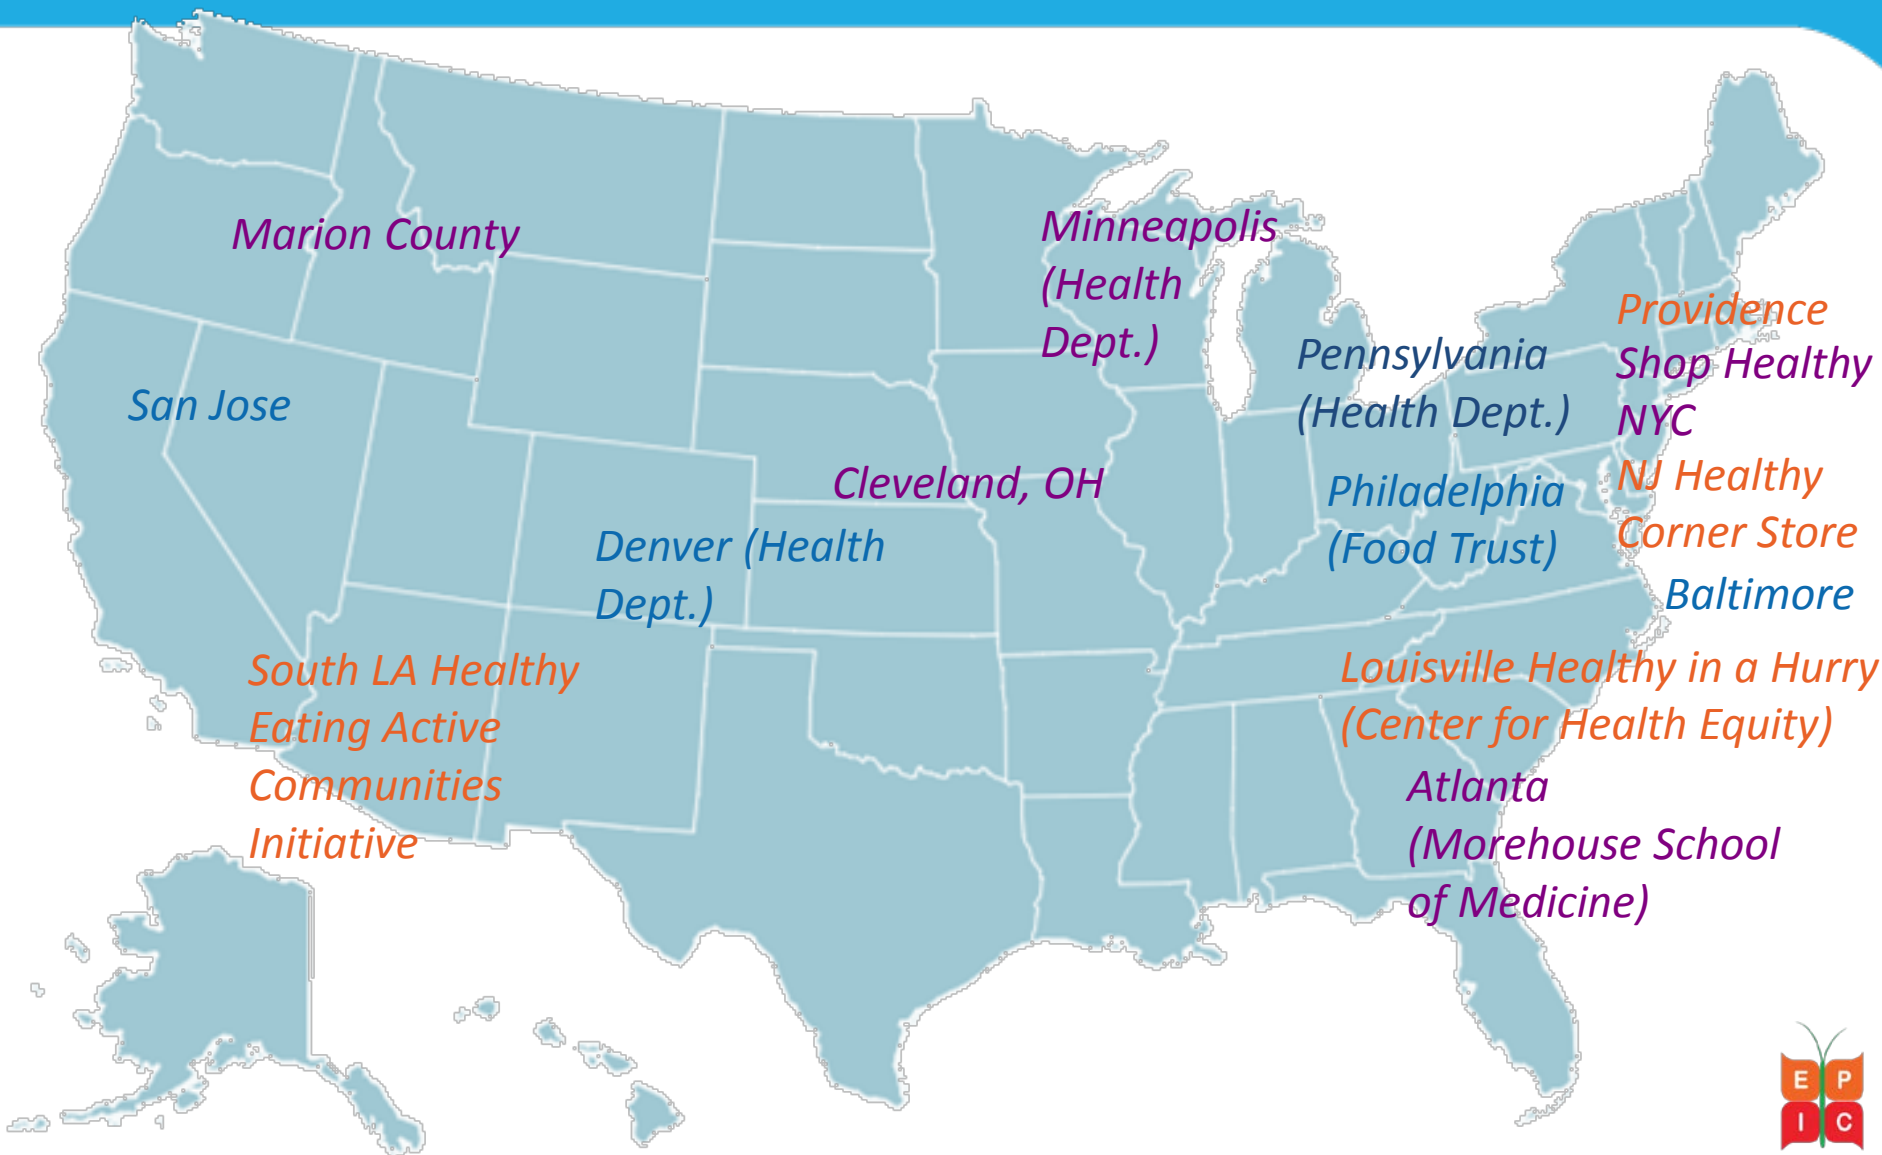 Marion County
Minneapolis
(Health
Dept.)
Providence
Shop Healthy
NYC
Pennsylvania
(Health Dept.)
San Jose
Cleveland, OH
Philadelphia
(Food Trust)
NJ Healthy
Corner Store
Denver (Health
Dept.)
Baltimore
South LA Healthy
Eating Active
Communities
Initiative
Louisville Healthy in a Hurry
(Center for Health Equity)
Atlanta
(Morehouse School
of Medicine)
E P
I C